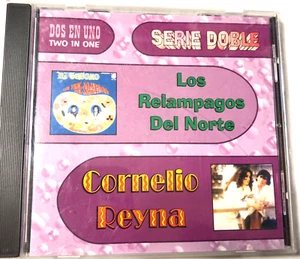 DOS EN UNO
TWO IN ONE
SERIE DOBLE
Los
Relampagos
Del Norte
Cornelio
Reyna